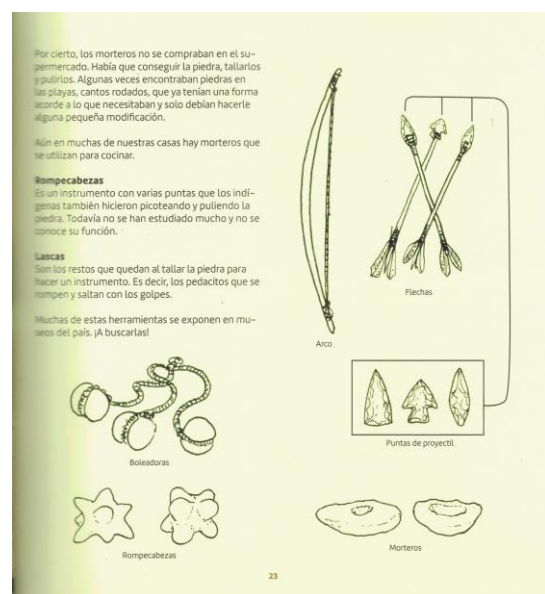 Por cierto, los morteros no se compraban en el su-
permercado. Había que conseguir la piedra, tallarlos
y pulirlos. Algunas veces encontraban piedras en
las playas, cantos rodados, que ya tenían una forma
acorde a lo que necesitaban y solo debían hacerle
alguna pequeña modificación.
Aún en muchas de nuestras casas hay morteros que
se utilizan para cocinar.
Rompecabezas
Es un instrumento con varias puntas que los indí-
genas también hicieron picoteando y puliendo la
piedra. Todavía no se han estudiado mucho y no se
conoce su función.
Lascas
Son los restos que quedan al tallar la piedra para
hacer un instrumento. Es decir, los pedacitos que se
rompen y saltan con los golpes.
Muchas de estas herramientas se exponen en mu-
seos del país. ¡A buscarlas!
Flechas
Arco
Puntas de proyectil
Boleadoras
Rompecabezas
Morteros
23